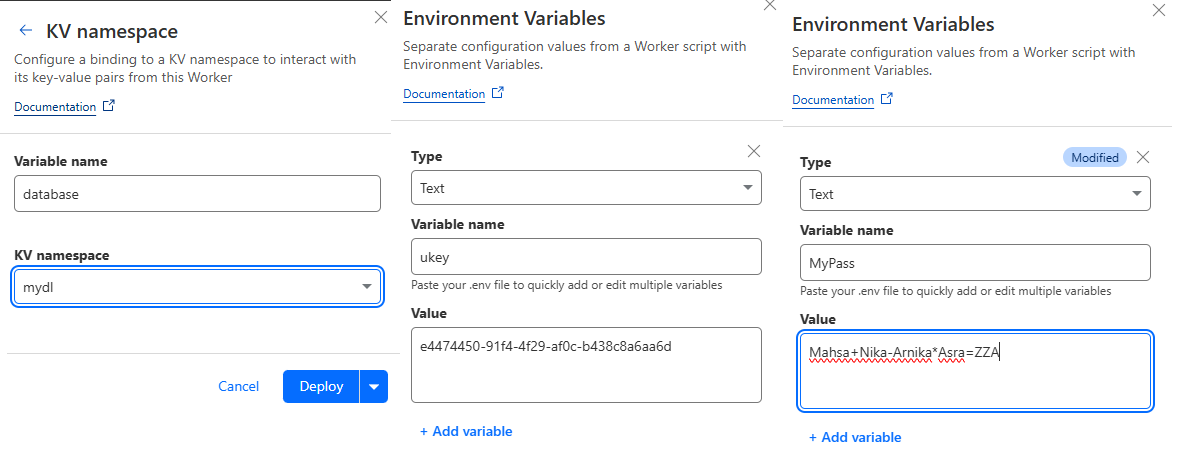 KV namespace
Configure a binding to a KV namespace to interact with
its key-value pairs from this Worker
Documentation
Variable name
database
KV namespace
mydl
Cancel
Deploy
Environment Variables
Separate configuration values from a Worker script with
Environment Variables.
Documentation
Type
Text
Variable name
ukey
Paste your .env file to quickly add or edit multiple variables
Value
e4474450-91f4-4f29-af0c-b438c8a6aa6d
+ Add variable
Environment Variables
Separate configuration values from a Worker script with
Environment Variables.
Documentation
Modified
Type
Text
Variable name
MyPass
Paste your .env file to quickly add or edit multiple variables
Value
Mahsa+Nika-Arnika*Asra=ZZA
+ Add variable